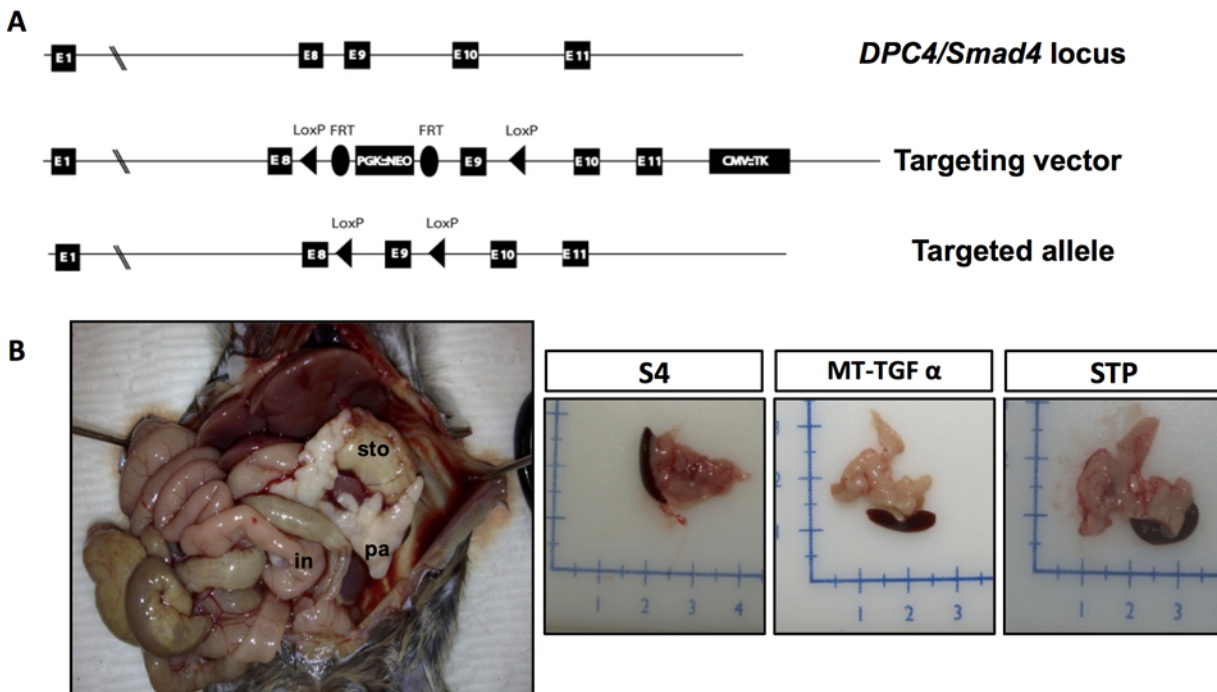 A
E1 E8 E9 E10 E11 DPC4/Smad4 locus
LoxP FRT FRT LoxP
E1 E8 PGK::NEO E9 E10 E11 CMV::TK Targeting vector
LoxP LoxP
E1 E8 E9 E10 E11 Targeted allele
B
S4 MT-TGF α STP
sto
pa
in
3
2
1
1 2 3 4
1 2 3
1 2 3